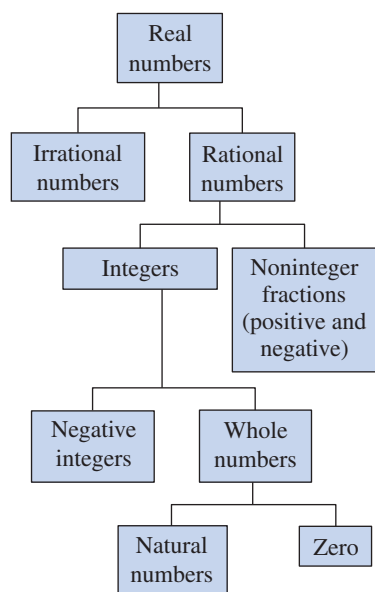 Real
numbers
Irrational
numbers
Rational
numbers
Integers
Noninteger
fractions
(positive and
negative)
Negative
integers
Whole
numbers
Natural
numbers
Zero